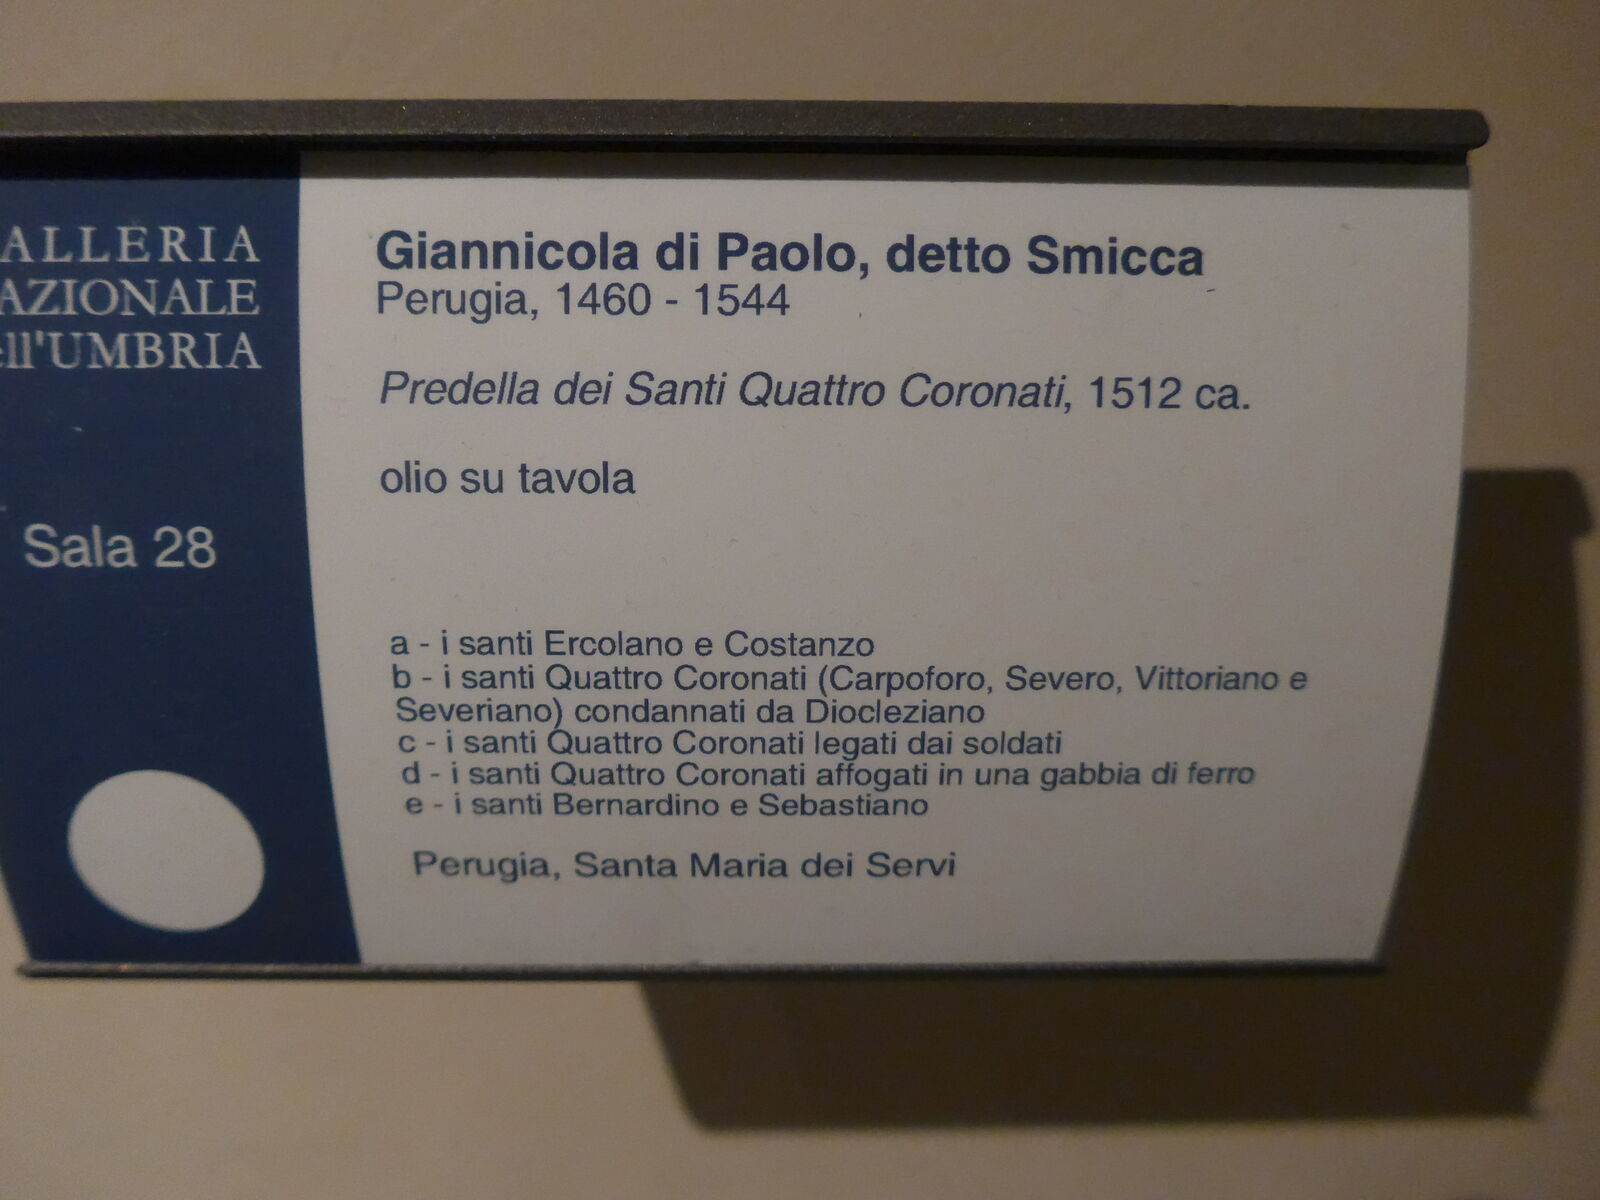 ALLERIA
AZIONALE
ell'UMBRIA
Sala 28
Giannicola di Paolo, detto Smicca
Perugia, 1460 - 1544
Predella dei Santi Quattro Coronati, 1512 ca.
olio su tavola
a - i santi Ercolano e Costanzo
b - i santi Quattro Coronati (Carpoforo, Severo, Vittoriano e
Severiano) condannati da Diocleziano
c - i santi Quattro Coronati legati dai soldati
d - i santi Quattro Coronati affogati in una gabbia di ferro
e - i santi Bernardino e Sebastiano
Perugia, Santa Maria dei Servi